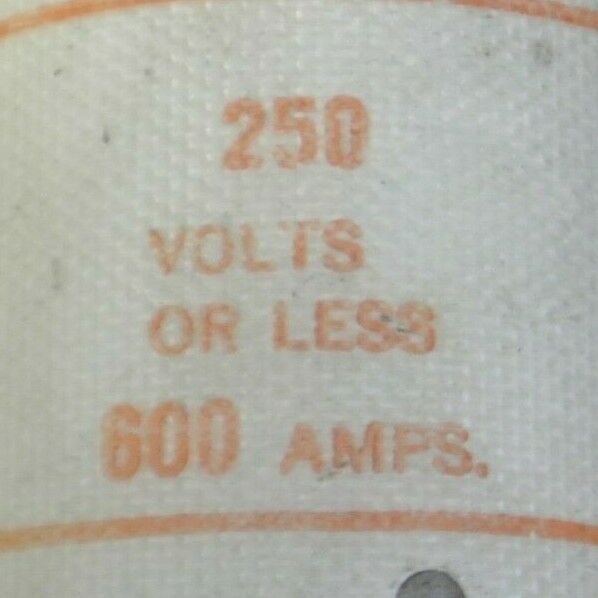 250
VOLTS
OR LESS
600 AMPS.